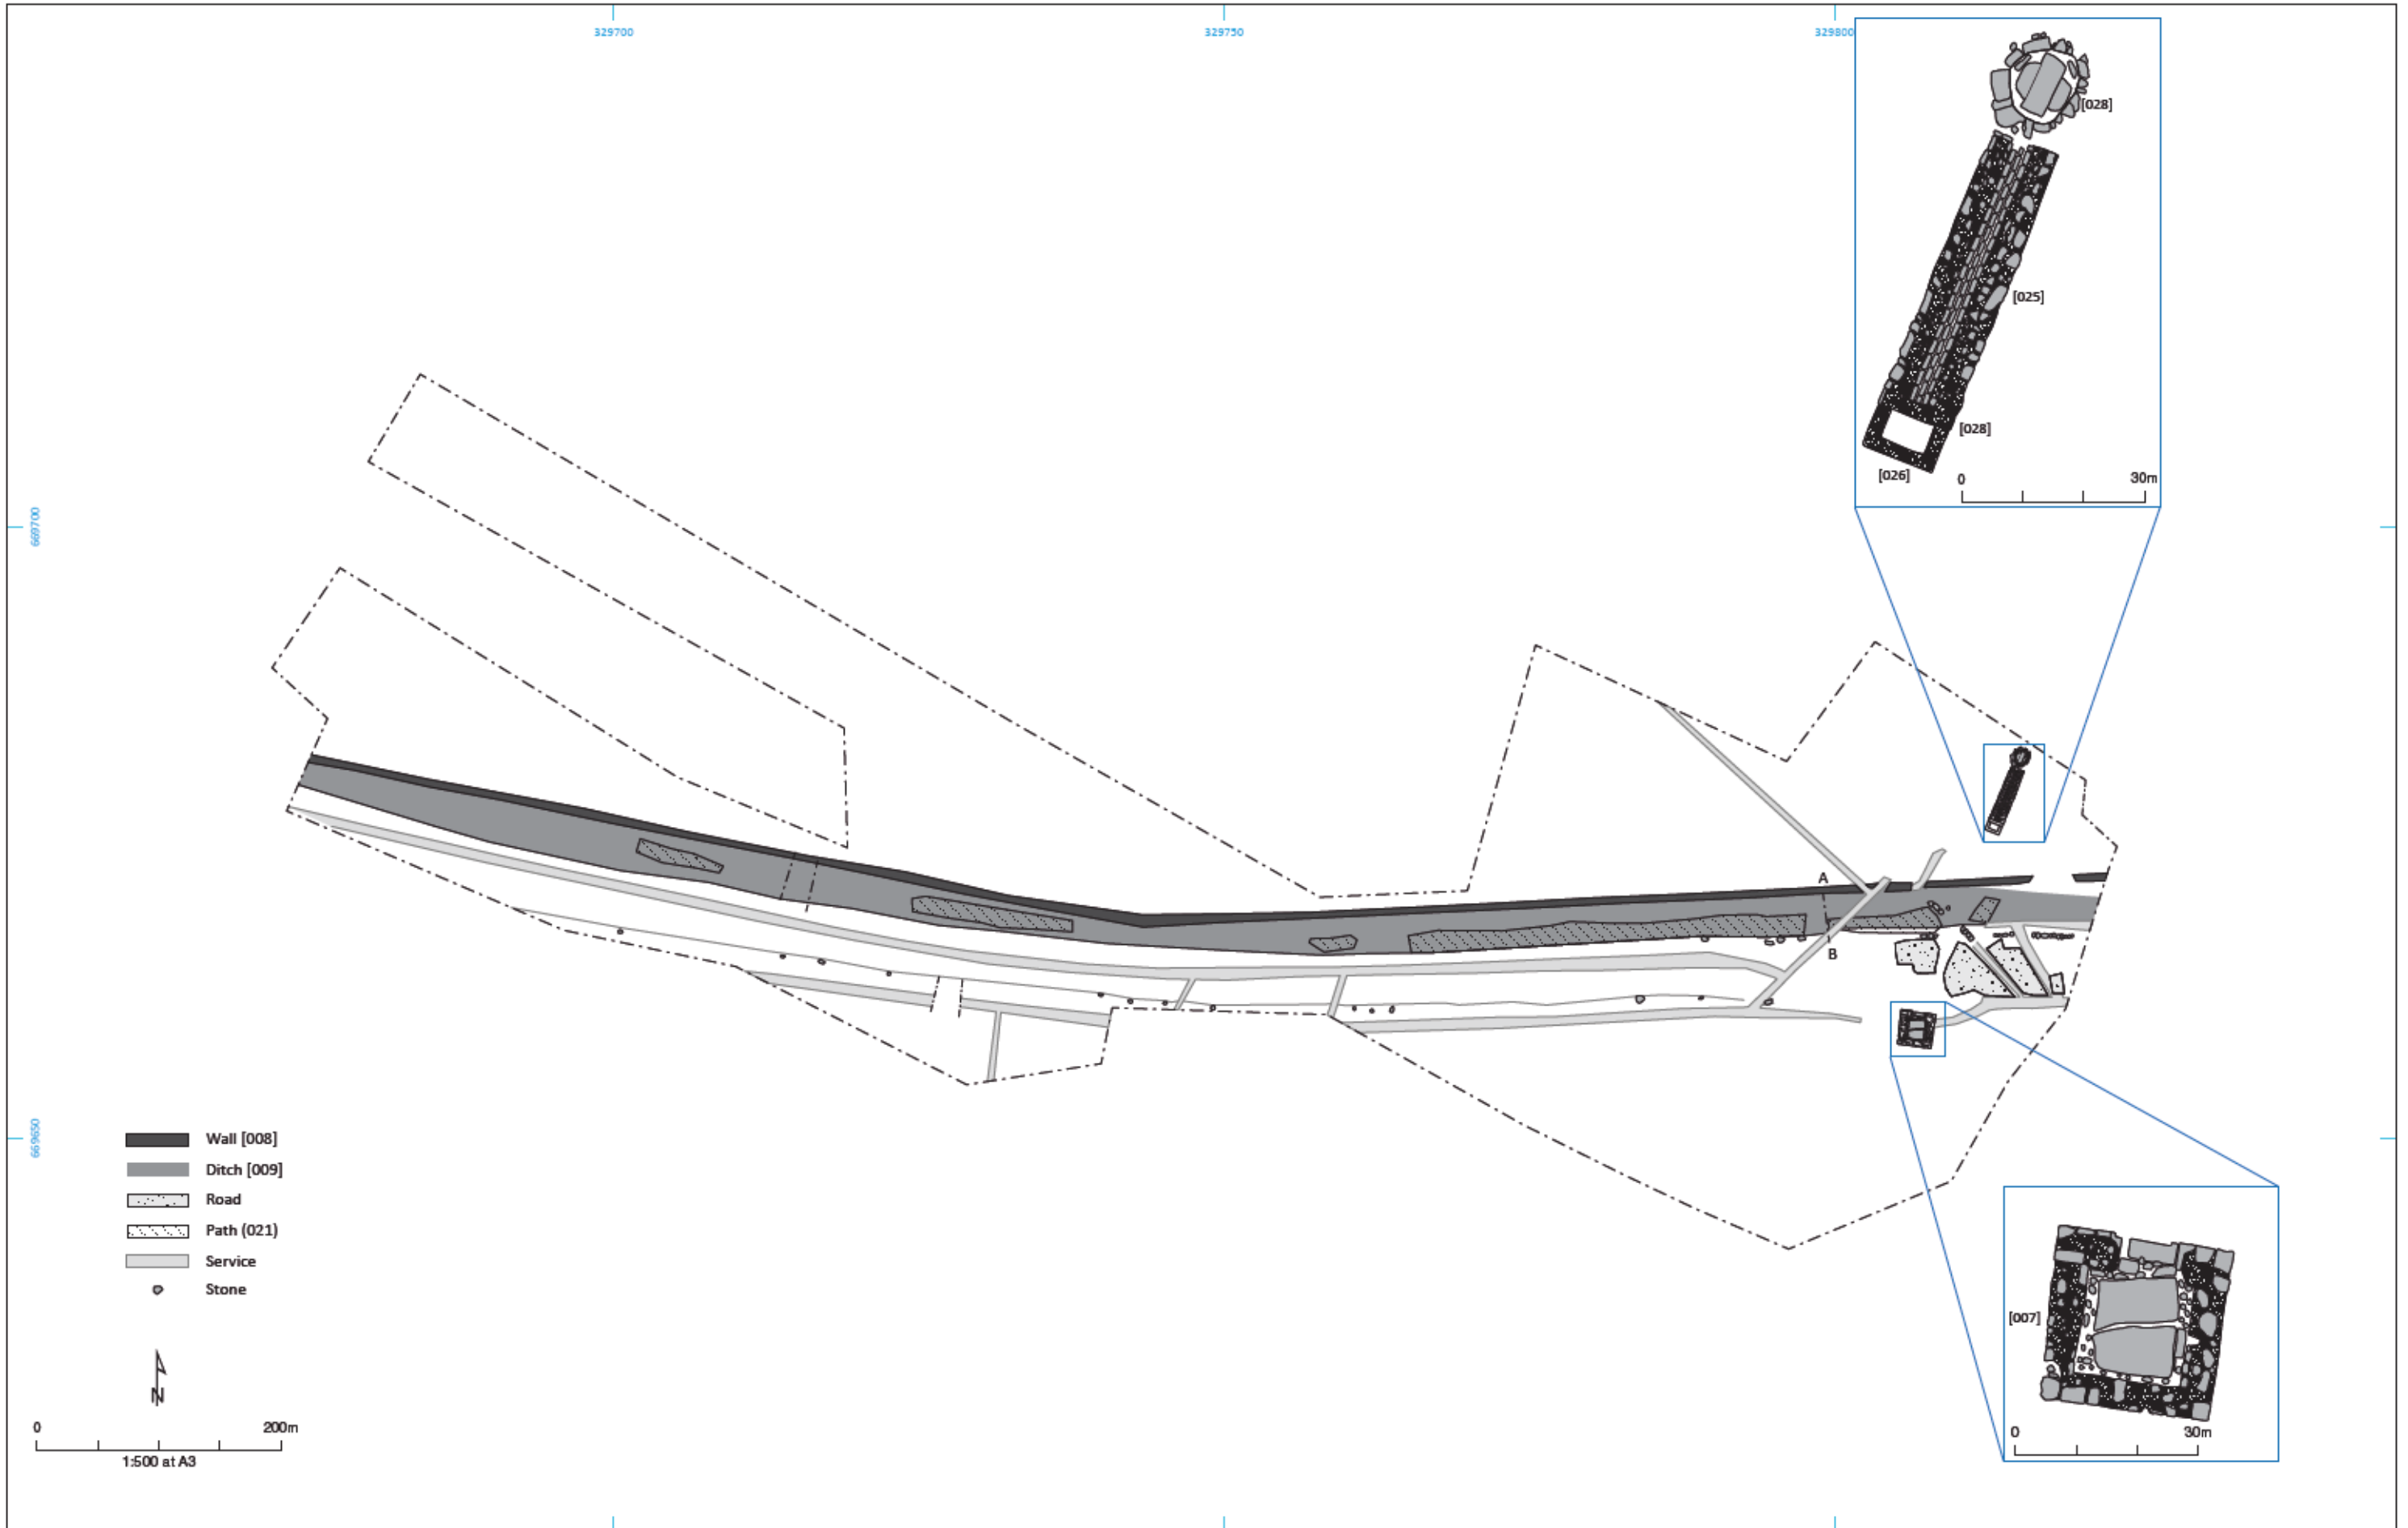 329700
329750
329800
[028]
[025]
[028]
[026]
0 30m
669700
A
B
669650
Wall [008]
Ditch [009]
Road
Path (021)
Service
Stone
N
0 200m
1:500 at A3
[007]
0 30m